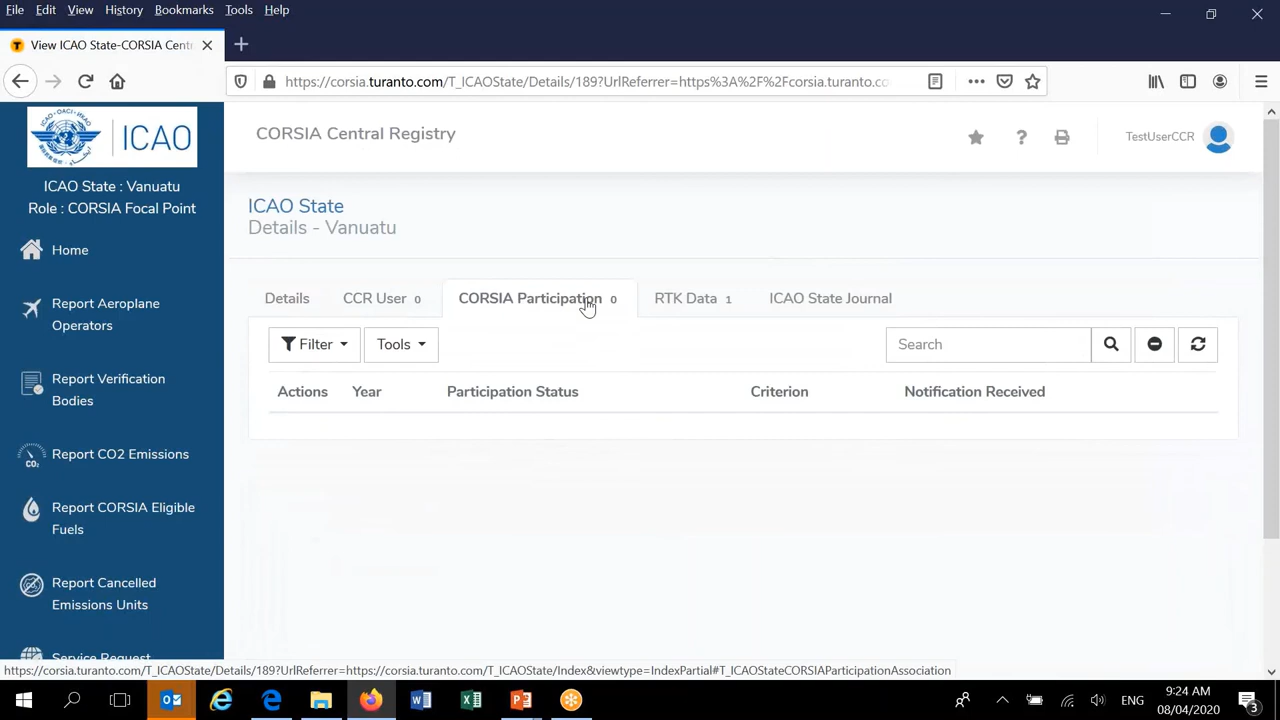 File Edit View History Bookmarks Tools Help
View ICAO State-CORSIA Cent
https://corsia.turanto.com/T_ICAOState/Details/189?UrlReferrer=https%3A%2F%2Fcorsia.turanto.co
OACI
ICAO
CORSIA Central Registry
TestUserCCR
ICAO State : Vanuatu
Role : CORSIA Focal Point
Home
Report Aeroplane
Operators
Report Verification
Bodies
CO2
Report CO2 Emissions
Report CORSIA Eligible
Fuels
Report Cancelled
Emissions Units
Service Request
ICAO State
Details - Vanuatu
Details CCR User 0 CORSIA Participation 0 RTK Data 1 ICAO State Journal
Filter Tools Search
Actions Year Participation Status Criterion Notification Received
https://corsia.turanto.com/T_ICAOState/Details/189?UrlReferrer=https://corsia.turanto.com/T_ICAOState/Index&viewtype=IndexPartial#T_ICAOStateCORSIAParticipationAssociation
ENG
9:24 AM
08/04/2020
3